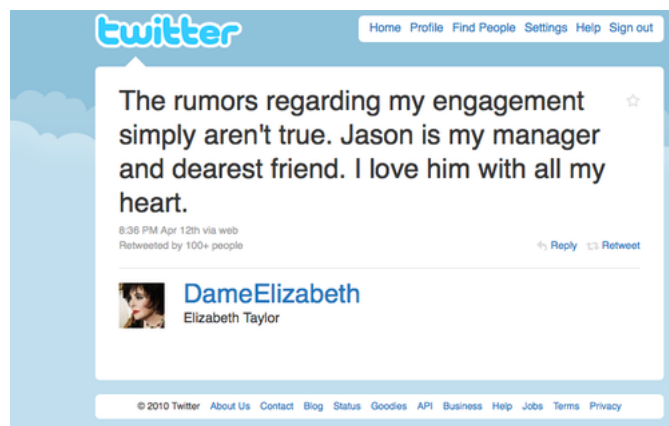 twitter
Home Profile Find People Settings Help Sign out
The rumors regarding my engagement
simply aren't true. Jason is my manager
and dearest friend. I love him with all my
heart.
8:36 PM Apr 12th via web
Retweeted by 100+ people
Reply Retweet
DameElizabeth
Elizabeth Taylor
© 2010 Twitter About Us Contact Blog Status Goodies API Business Help Jobs Terms Privacy